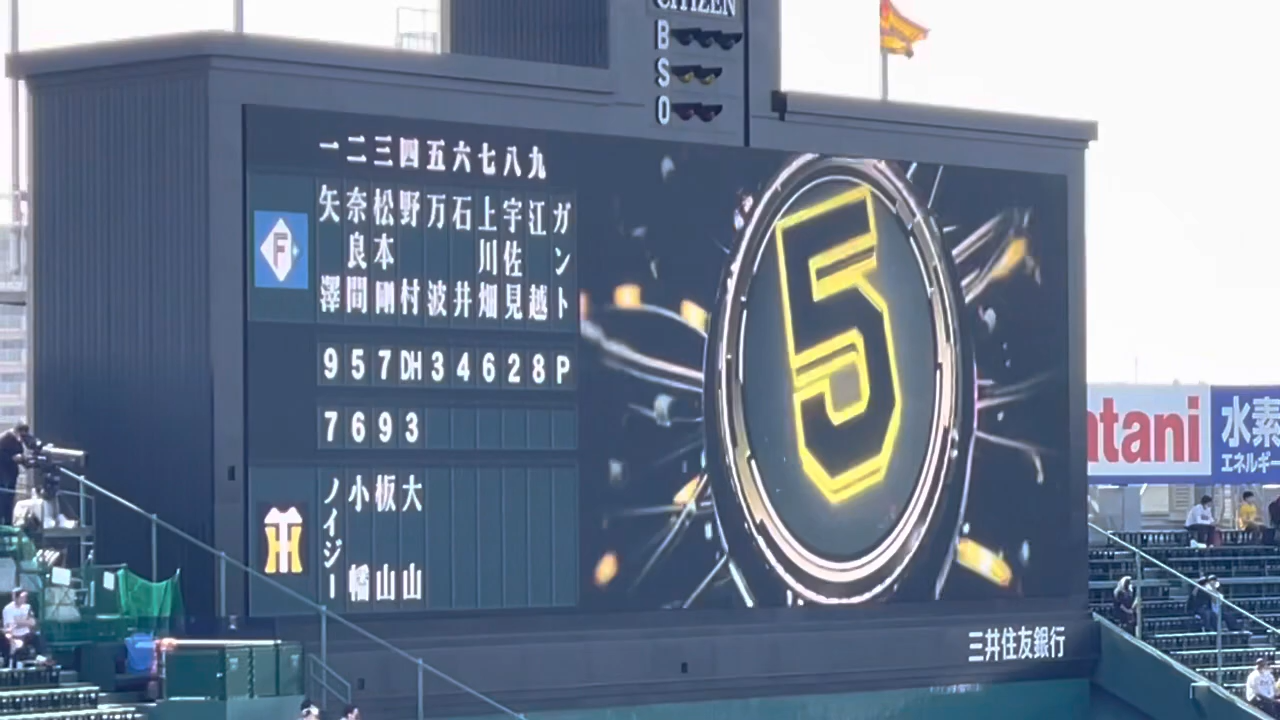 CITIZEN
B
S
O
一二三四五六七八九
矢澤
奈良間
松本剛
野村
万波
石井
上川畑
宇佐見
江越
ガント
F
9 5 7 DH 3 4 6 2 8 P
7 6 9 3
ノイジー
小幡
板山
大山
5
三井住友銀行
tani
水素
エネルギー